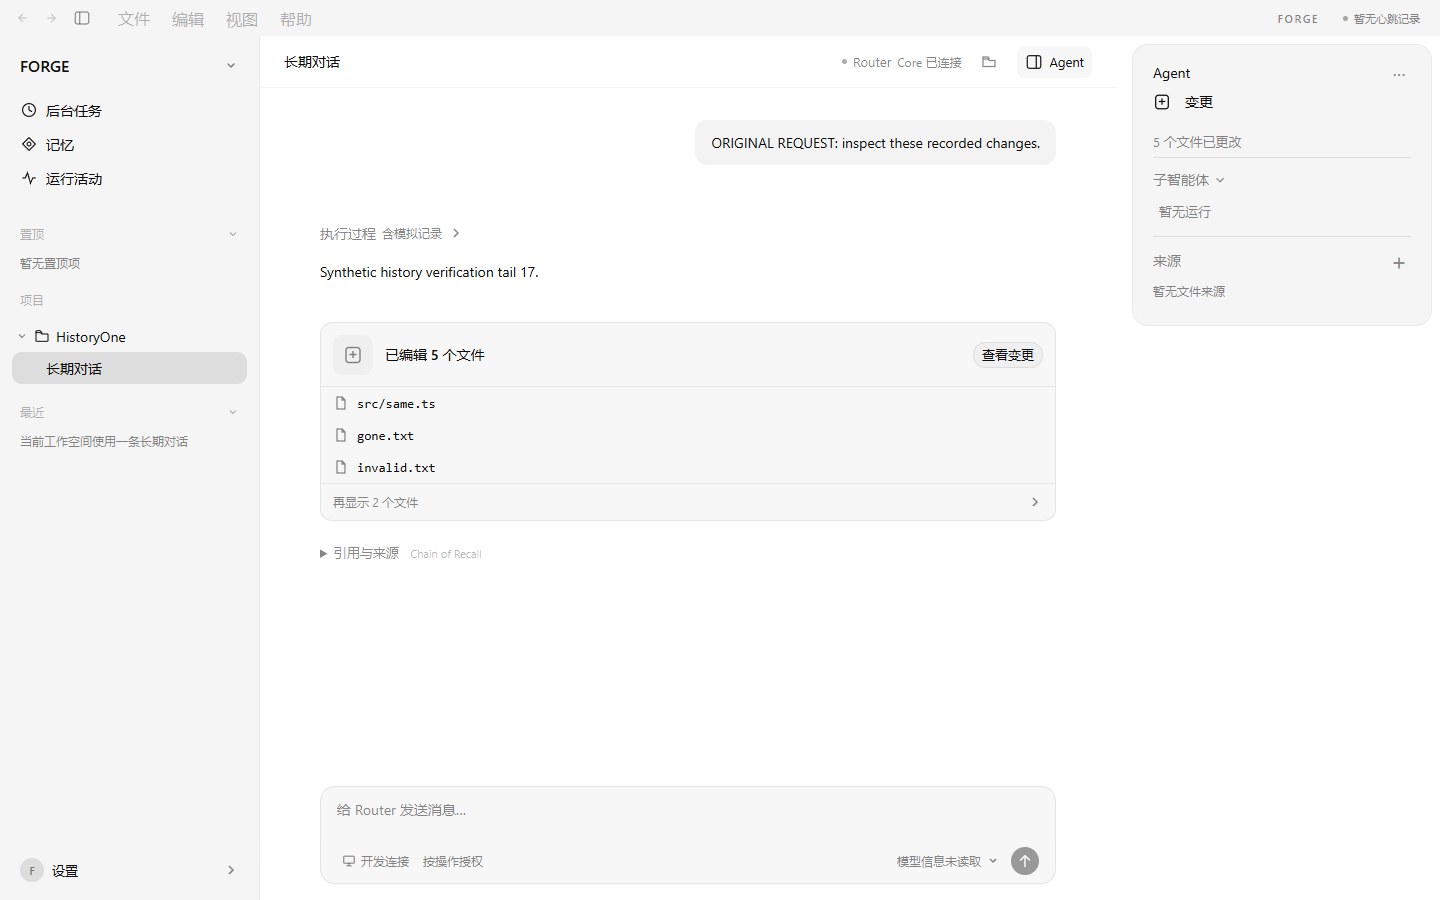 文件 编辑 视图 帮助
FORGE 暂无心跳记录
FORGE
后台任务
记忆
运行活动
置顶
暂无置顶项
项目
HistoryOne
长期对话
最近
当前工作空间使用一条长期对话
F 设置
长期对话
Router Core 已连接
Agent
ORIGINAL REQUEST: inspect these recorded changes.
执行过程 含模拟记录
Synthetic history verification tail 17.
已编辑 5 个文件
查看变更
src/same.ts
gone.txt
invalid.txt
再显示 2 个文件
引用与来源 Chain of Recall
给 Router 发送消息...
开发连接 按操作授权
模型信息未读取
Agent
变更
5 个文件已更改
子智能体
暂无运行
来源
暂无文件来源